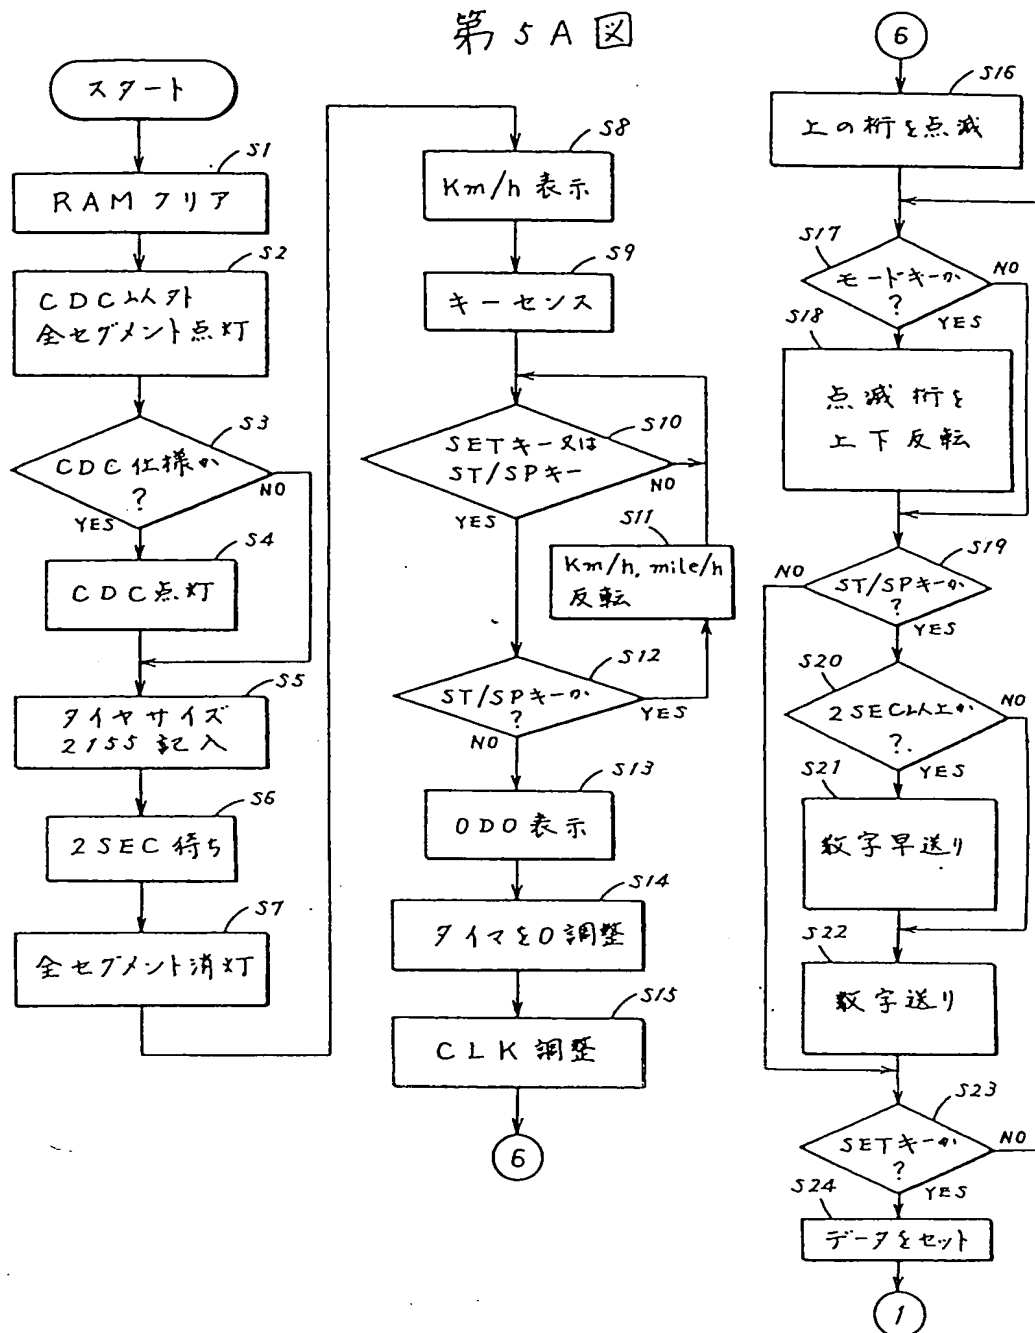 第5A図
スタート
S1
RAMクリア
S2
CDC以外
全セグメント点灯
S3
CDC仕様か
?
YES
NO
S4
CDC点灯
S5
タイヤサイズ
2155記入
S6
2SEC待ち
S7
全セグメント消灯
S8
Km/h表示
S9
キーセンス
S10
SETキー又は
ST/SPキー
YES
NO
S11
Km/h, mile/h
反転
S12
ST/SPキーか
?
YES
NO
S13
ODO表示
S14
タイマを0調整
S15
CLK調整
6
6
S16
上の桁を点滅
S17
モードキーか
?
NO
YES
S18
点滅桁を
上下反転
S19
ST/SPキーか
?
NO
YES
S20
2SEC以上か
?
NO
YES
S21
数字早送り
S22
数字送り
S23
SETキーか
?
NO
YES
S24
データをセット
1